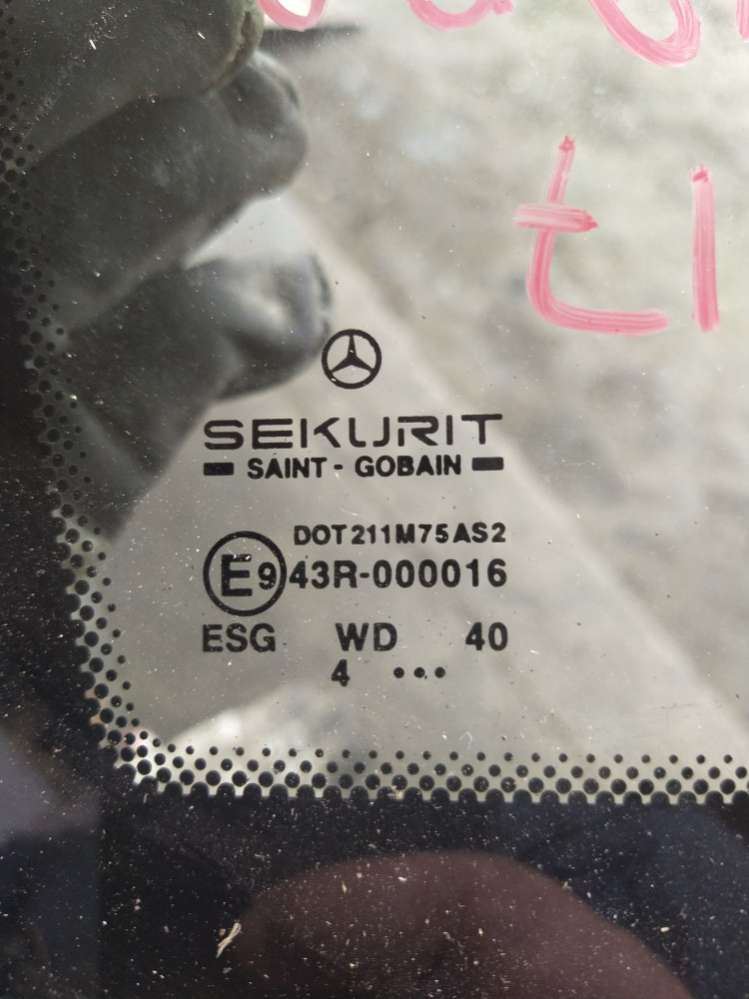 SEKURIT
SAINT - GOBAIN
DOT211M75AS2
E9 43R-000016
ESG WD 40
4 •••